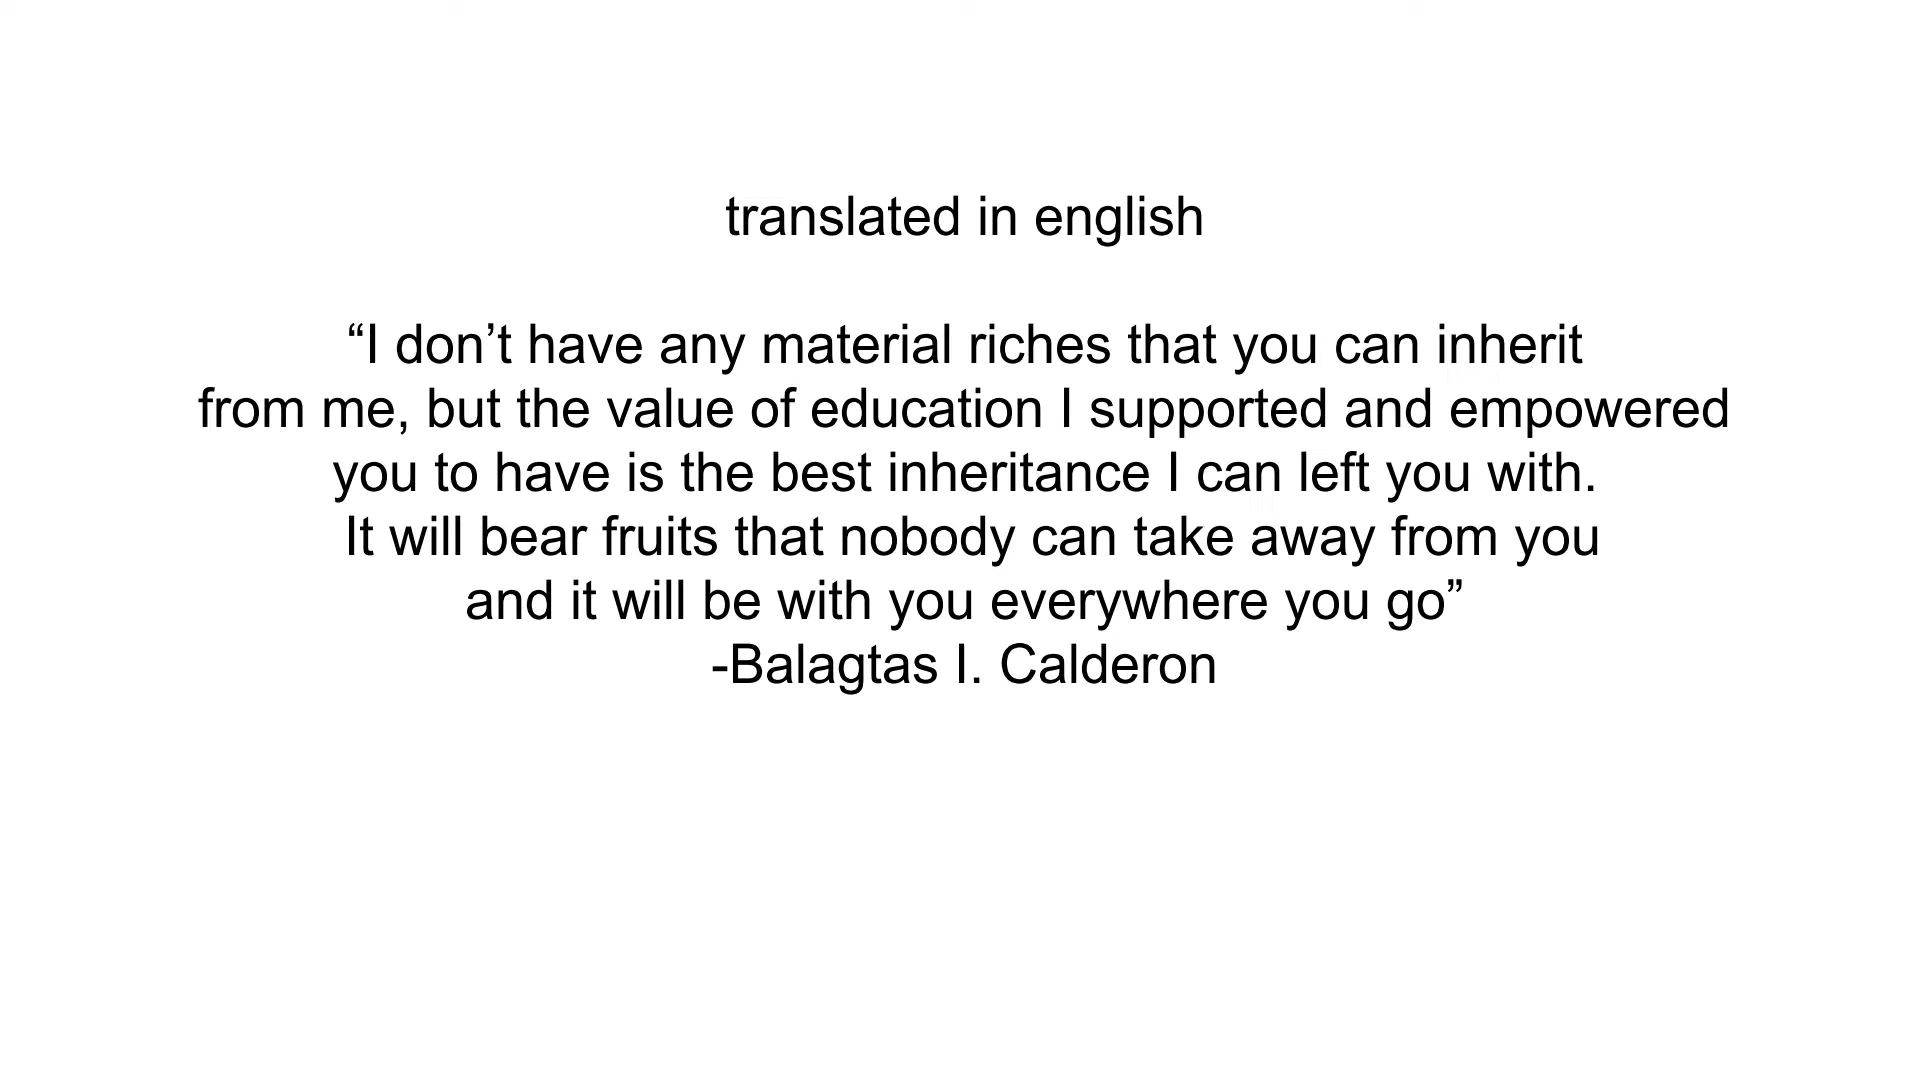 translated in english
“I don’t have any material riches that you can inherit
from me, but the value of education I supported and empowered
you to have is the best inheritance I can left you with.
It will bear fruits that nobody can take away from you
and it will be with you everywhere you go”
-Balagtas I. Calderon